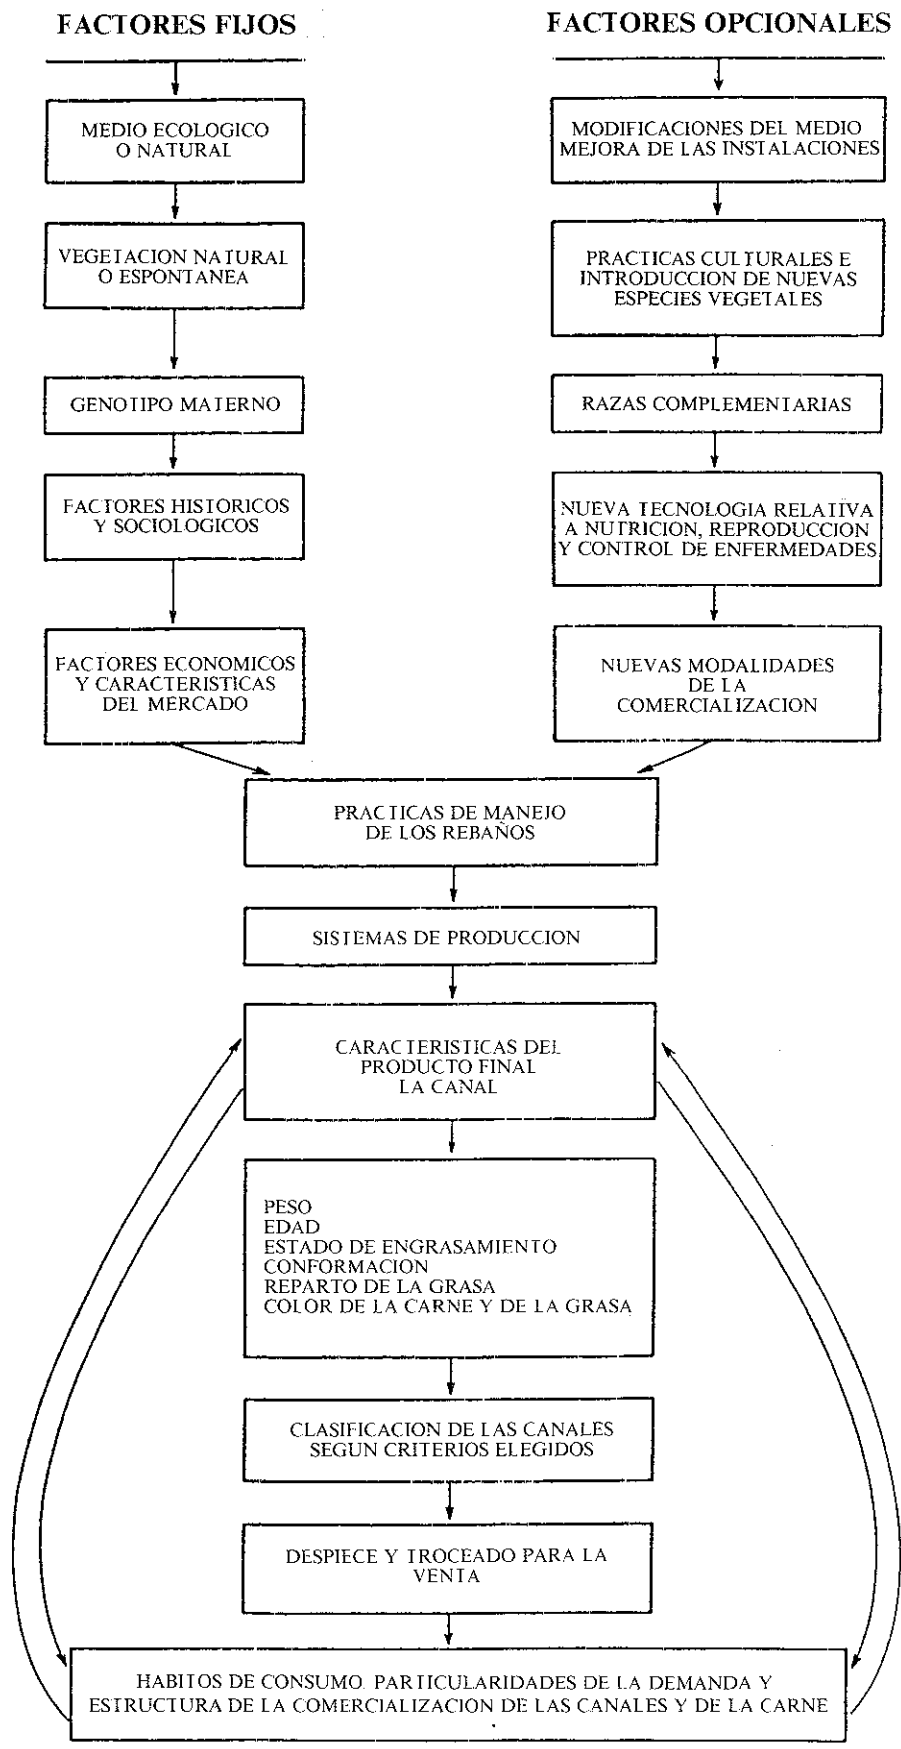 FACTORES FIJOS
MEDIO ECOLOGICO
O NATURAL
VEGETACION NATURAL
O ESPONTANEA
GENOTIPO MATERNO
FACTORES HISTORICOS
Y SOCIOLOGICOS
FACTORES ECONOMICOS
Y CARACTERISTICAS
DEL MERCADO
FACTORES OPCIONALES
MODIFICACIONES DEL MEDIO
MEJORA DE LAS INSTALACIONES
PRACTICAS CULTURALES E
INTRODUCCION DE NUEVAS
ESPECIES VEGETALES
RAZAS COMPLEMENTARIAS
NUEVA TECNOLOGIA RELATIVA
A NUTRICION, REPRODUCCION
Y CONTROL DE ENFERMEDADES
NUEVAS MODALIDADES
DE LA
COMERCIALIZACION
PRACTICAS DE MANEJO
DE LOS REBAÑOS
SISTEMAS DE PRODUCCION
CARACTERISTICAS DEL
PRODUCTO FINAL
LA CANAL
PESO
EDAD
ESTADO DE ENGRASAMIENTO
CONFORMACION
REPARTO DE LA GRASA
COLOR DE LA CARNE Y DE LA GRASA
CLASIFICACION DE LAS CANALES
SEGUN CRITERIOS ELEGIDOS
DESPIECE Y TROCEADO PARA LA
VENTA
HABITOS DE CONSUMO. PARTICULARIDADES DE LA DEMANDA Y
ESTRUCTURA DE LA COMERCIALIZACION DE LAS CANALES Y DE LA CARNE